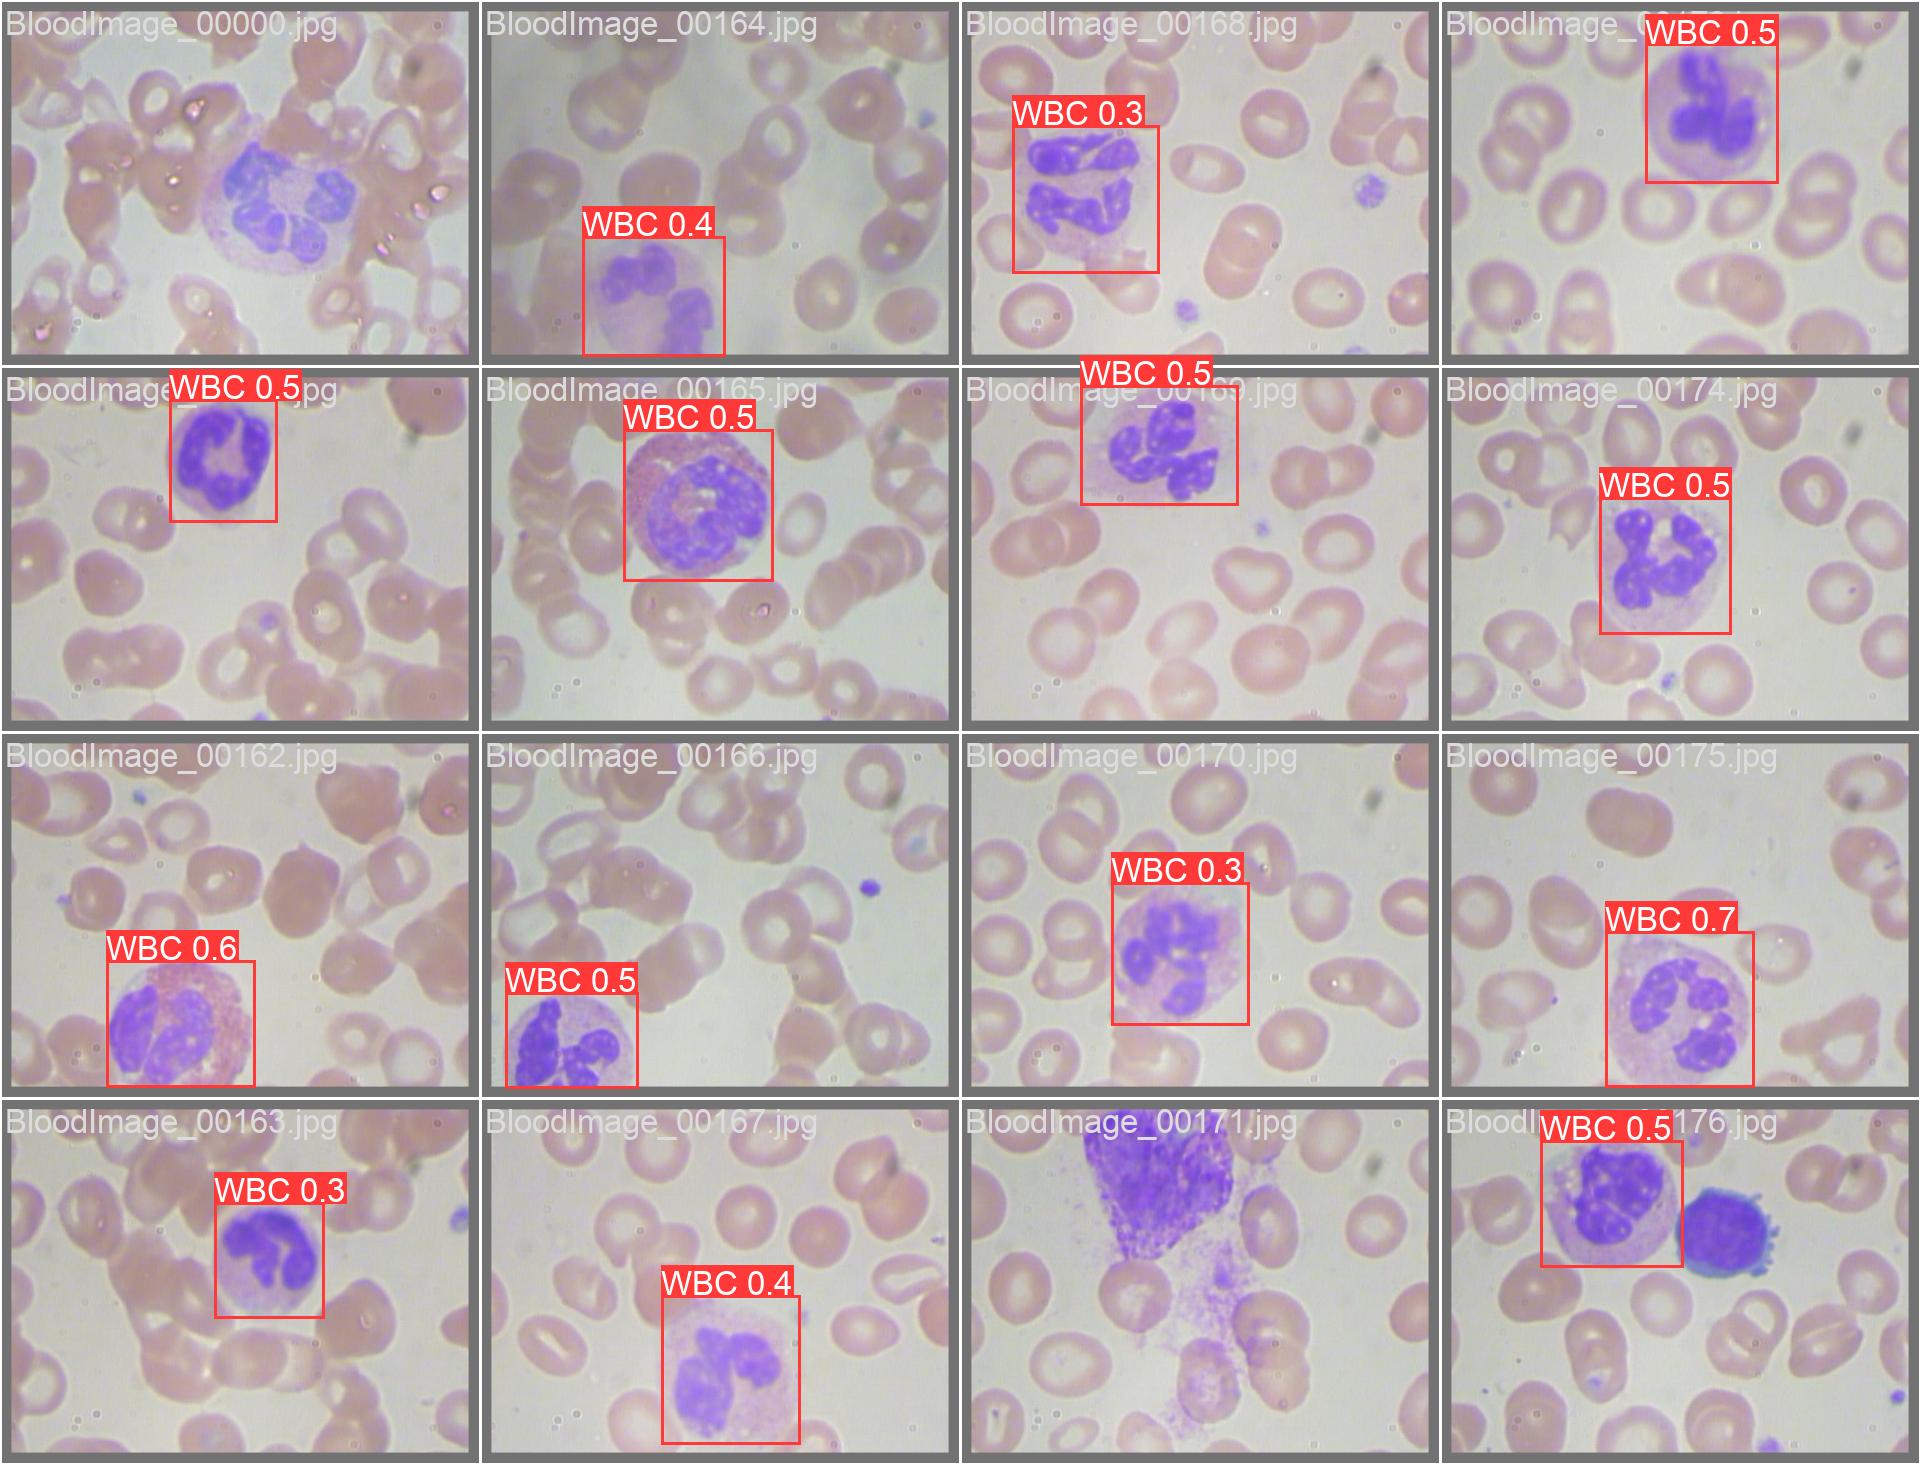 BloodImage_00000.jpg
BloodImage_00164.jpg
WBC 0.4
BloodImage_00168.jpg
WBC 0.3
WBC 0.5
WBC 0.5
BloodImage_00165.jpg
WBC 0.5
WBC 0.5
BloodImage_00174.jpg
WBC 0.5
BloodImage_00162.jpg
WBC 0.6
BloodImage_00166.jpg
WBC 0.5
BloodImage_00170.jpg
WBC 0.3
BloodImage_00175.jpg
WBC 0.7
BloodImage_00163.jpg
WBC 0.3
BloodImage_00167.jpg
WBC 0.4
BloodImage_00171.jpg
WBC 0.5